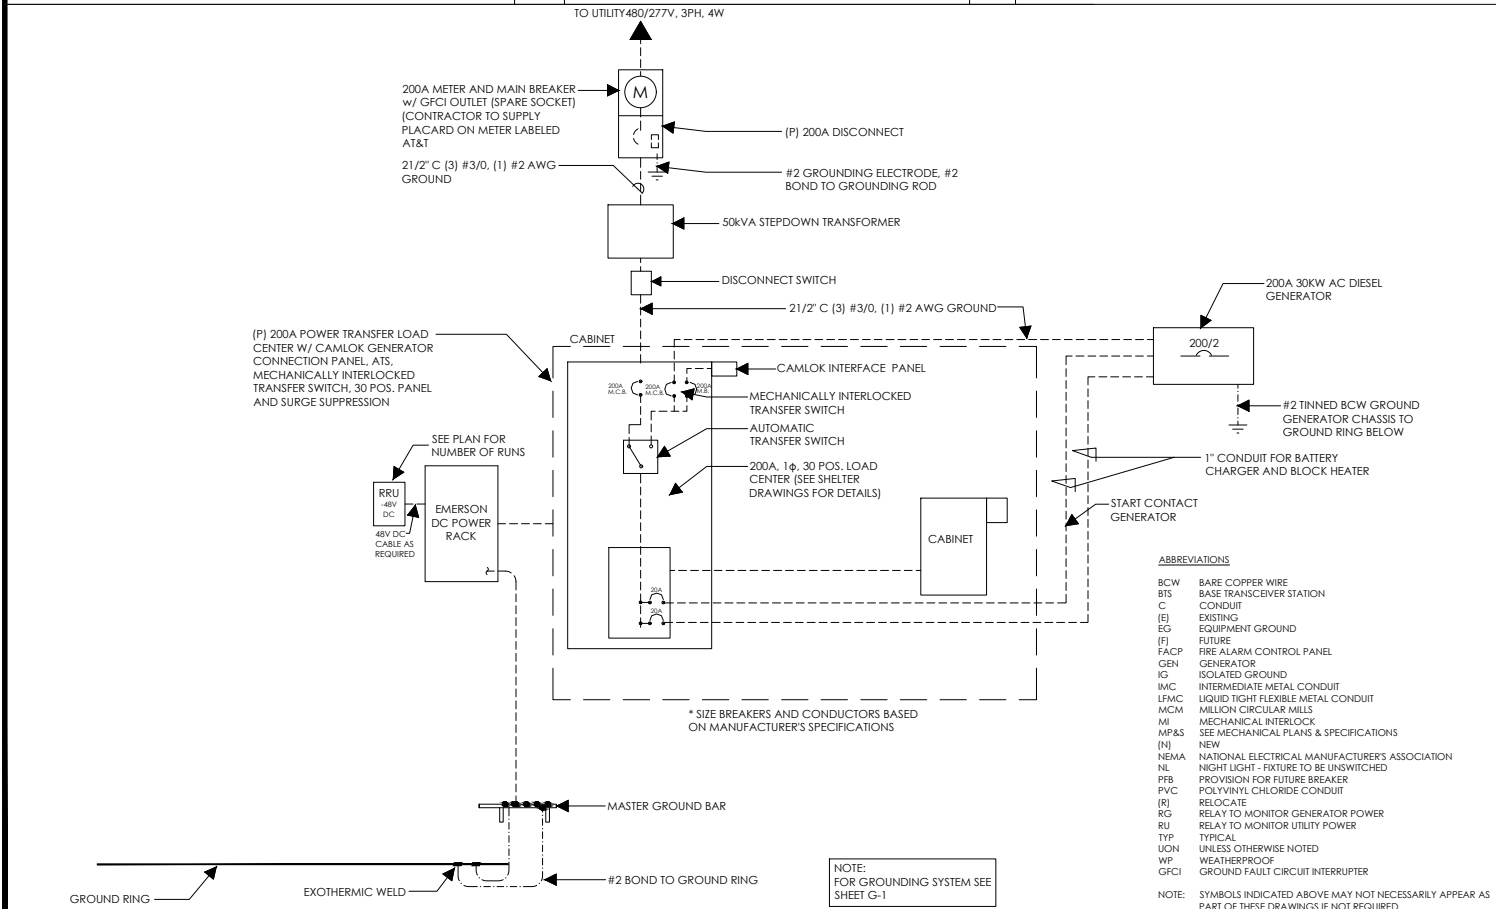 TO UTILITY480/277V, 3PH, 4W
200A METER AND MAIN BREAKER
w/ GFCI OUTLET (SPARE SOCKET)
(CONTRACTOR TO SUPPLY
PLACARD ON METER LABELED
AT&T
M
(P) 200A DISCONNECT
21/2" C (3) #3/0, (1) #2 AWG
GROUND
#2 GROUNDING ELECTRODE, #2
BOND TO GROUNDING ROD
50kVA STEPDOWN TRANSFORMER
DISCONNECT SWITCH
21/2" C (3) #3/0, (1) #2 AWG GROUND
200A 30KW AC DIESEL
GENERATOR
200/2
(P) 200A POWER TRANSFER LOAD
CENTER W/ CAMLOK GENERATOR
CONNECTION PANEL, ATS,
MECHANICALLY INTERLOCKED
TRANSFER SWITCH, 30 POS. PANEL
AND SURGE SUPPRESSION
CABINET
CAMLOK INTERFACE PANEL
200A
M.C.B.
200A
M.C.B.
200A
M.B.
MECHANICALLY INTERLOCKED
TRANSFER SWITCH
AUTOMATIC
TRANSFER SWITCH
200A, 1ϕ, 30 POS. LOAD
CENTER (SEE SHELTER
DRAWINGS FOR DETAILS)
#2 TINNED BCW GROUND
GENERATOR CHASSIS TO
GROUND RING BELOW
1" CONDUIT FOR BATTERY
CHARGER AND BLOCK HEATER
START CONTACT
GENERATOR
SEE PLAN FOR
NUMBER OF RUNS
RRU
-48V
DC
48V DC
CABLE AS
REQUIRED
EMERSON
DC POWER
RACK
CABINET
20A
20A
* SIZE BREAKERS AND CONDUCTORS BASED
ON MANUFACTURER'S SPECIFICATIONS
MASTER GROUND BAR
#2 BOND TO GROUND RING
EXOTHERMIC WELD
GROUND RING
NOTE:
FOR GROUNDING SYSTEM SEE
SHEET G-1
ABBREVIATIONS
BCW BARE COPPER WIRE
BTS BASE TRANSCEIVER STATION
C CONDUIT
(E) EXISTING
EG EQUIPMENT GROUND
(F) FUTURE
FACP FIRE ALARM CONTROL PANEL
GEN GENERATOR
IG ISOLATED GROUND
IMC INTERMEDIATE METAL CONDUIT
LFMC LIQUID TIGHT FLEXIBLE METAL CONDUIT
MCM MILLION CIRCULAR MILLS
MI MECHANICAL INTERLOCK
MP&S SEE MECHANICAL PLANS & SPECIFICATIONS
(N) NEW
NEMA NATIONAL ELECTRICAL MANUFACTURER'S ASSOCIATION
NL NIGHT LIGHT - FIXTURE TO BE UNSWITCHED
PFB PROVISION FOR FUTURE BREAKER
PVC POLYVINYL CHLORIDE CONDUIT
(R) RELOCATE
RG RELAY TO MONITOR GENERATOR POWER
RU RELAY TO MONITOR UTILITY POWER
TYP TYPICAL
UON UNLESS OTHERWISE NOTED
WP WEATHERPROOF
GFCI GROUND FAULT CIRCUIT INTERRUPTER
NOTE: SYMBOLS INDICATED ABOVE MAY NOT NECESSARILY APPEAR AS
PART OF THESE DRAWINGS IF NOT REQUIRED